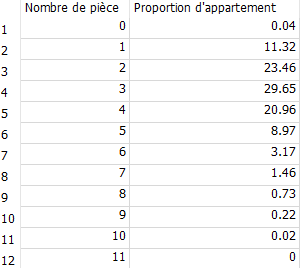 Nombre de pièce Proportion d'appartement
1 0 0.04
2 1 11.32
3 2 23.46
4 3 29.65
5 4 20.96
6 5 8.97
7 6 3.17
8 7 1.46
9 8 0.73
10 9 0.22
11 10 0.02
12 11 0